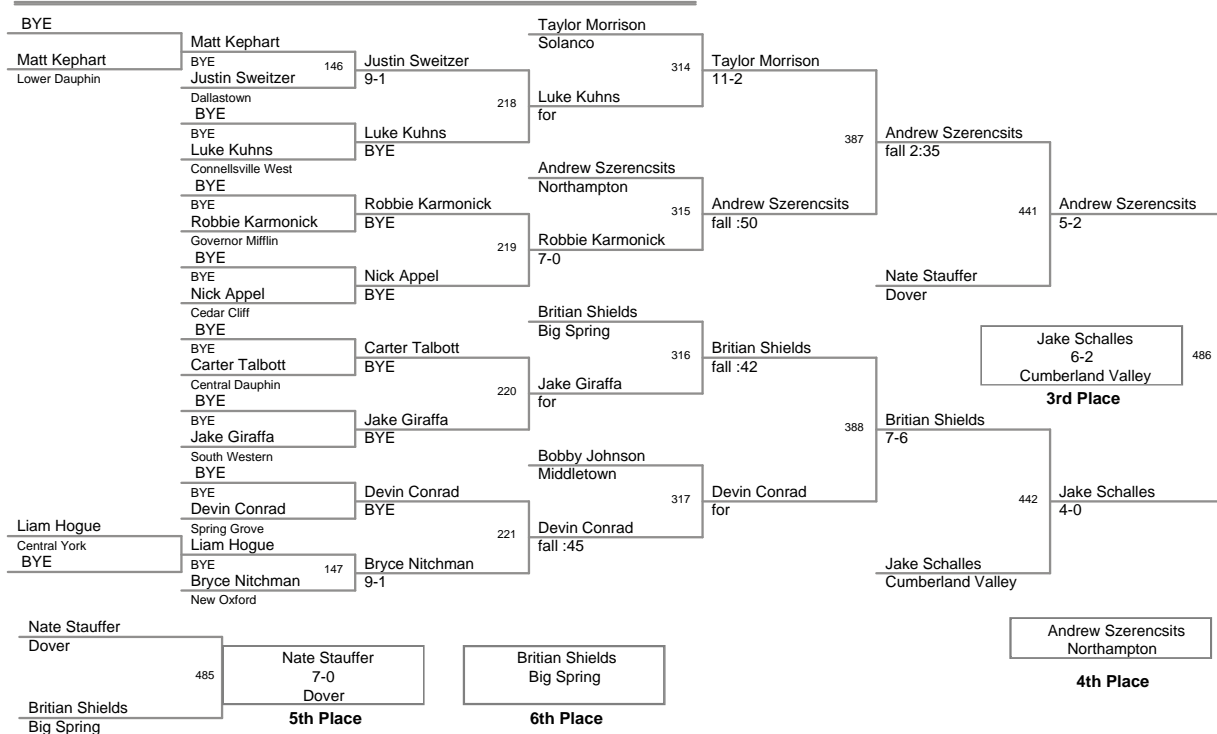 BYE
Matt Kephart
Lower Dauphin
Liam Hogue
Central York
BYE
Matt Kephart
BYE
146
Justin Sweitzer
Dallastown
BYE
BYE
Luke Kuhns
Connellsville West
BYE
BYE
Robbie Karmonick
Governor Mifflin
BYE
BYE
Nick Appel
Cedar Cliff
BYE
BYE
Carter Talbott
Central Dauphin
BYE
BYE
Jake Giraffa
South Western
BYE
BYE
Devin Conrad
Spring Grove
Liam Hogue
BYE
147
Bryce Nitchman
New Oxford
Justin Sweitzer
9-1
218
Luke Kuhns
BYE
Robbie Karmonick
BYE
219
Nick Appel
BYE
Carter Talbott
BYE
220
Jake Giraffa
BYE
Devin Conrad
BYE
221
Bryce Nitchman
9-1
Taylor Morrison
Solanco
314
Luke Kuhns
for
Andrew Szerencsits
Northampton
315
Robbie Karmonick
7-0
Britian Shields
Big Spring
316
Jake Giraffa
for
Bobby Johnson
Middletown
317
Devin Conrad
fall :45
Taylor Morrison
11-2
387
Andrew Szerencsits
fall :50
Britian Shields
fall :42
388
Devin Conrad
for
Andrew Szerencsits
fall 2:35
441
Nate Stauffer
Dover
Britian Shields
7-6
442
Jake Schalles
Cumberland Valley
Andrew Szerencsits
5-2
Jake Schalles
6-2
Cumberland Valley
486
3rd Place
Jake Schalles
4-0
Andrew Szerencsits
Northampton
4th Place
Nate Stauffer
Dover
485
Britian Shields
Big Spring
Nate Stauffer
7-0
Dover
5th Place
Britian Shields
Big Spring
6th Place